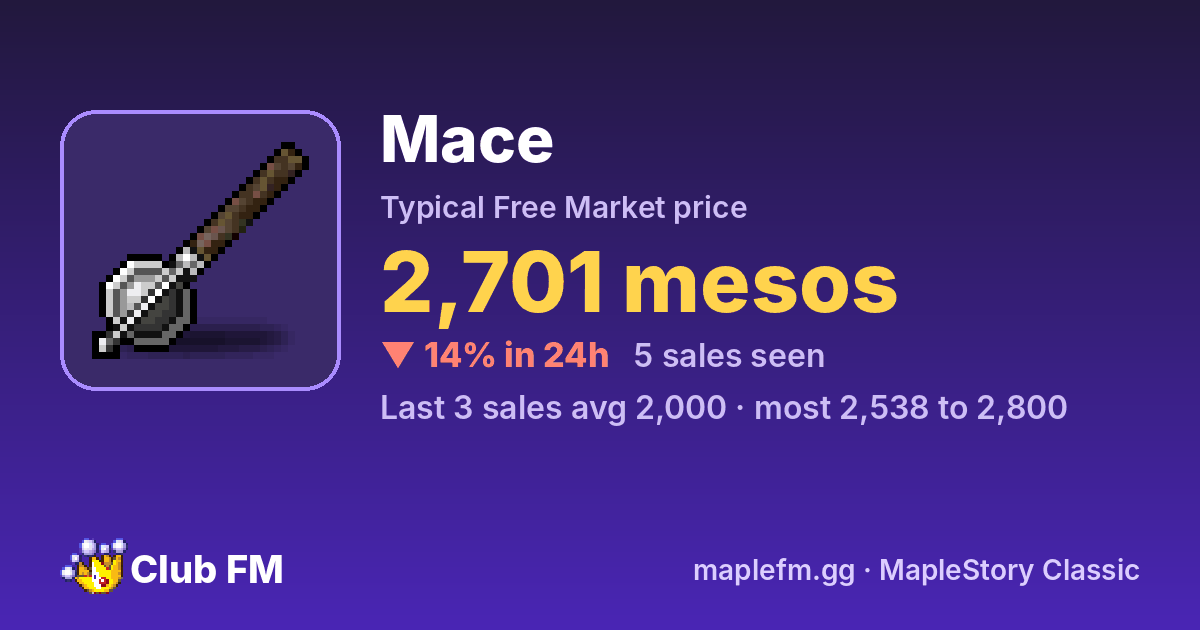 Mace
Typical Free Market price
2,701 mesos
▼ 14% in 24h 5 sales seen
Last 3 sales avg 2,000 · most 2,538 to 2,800
Club FM
maplefm.gg · MapleStory Classic